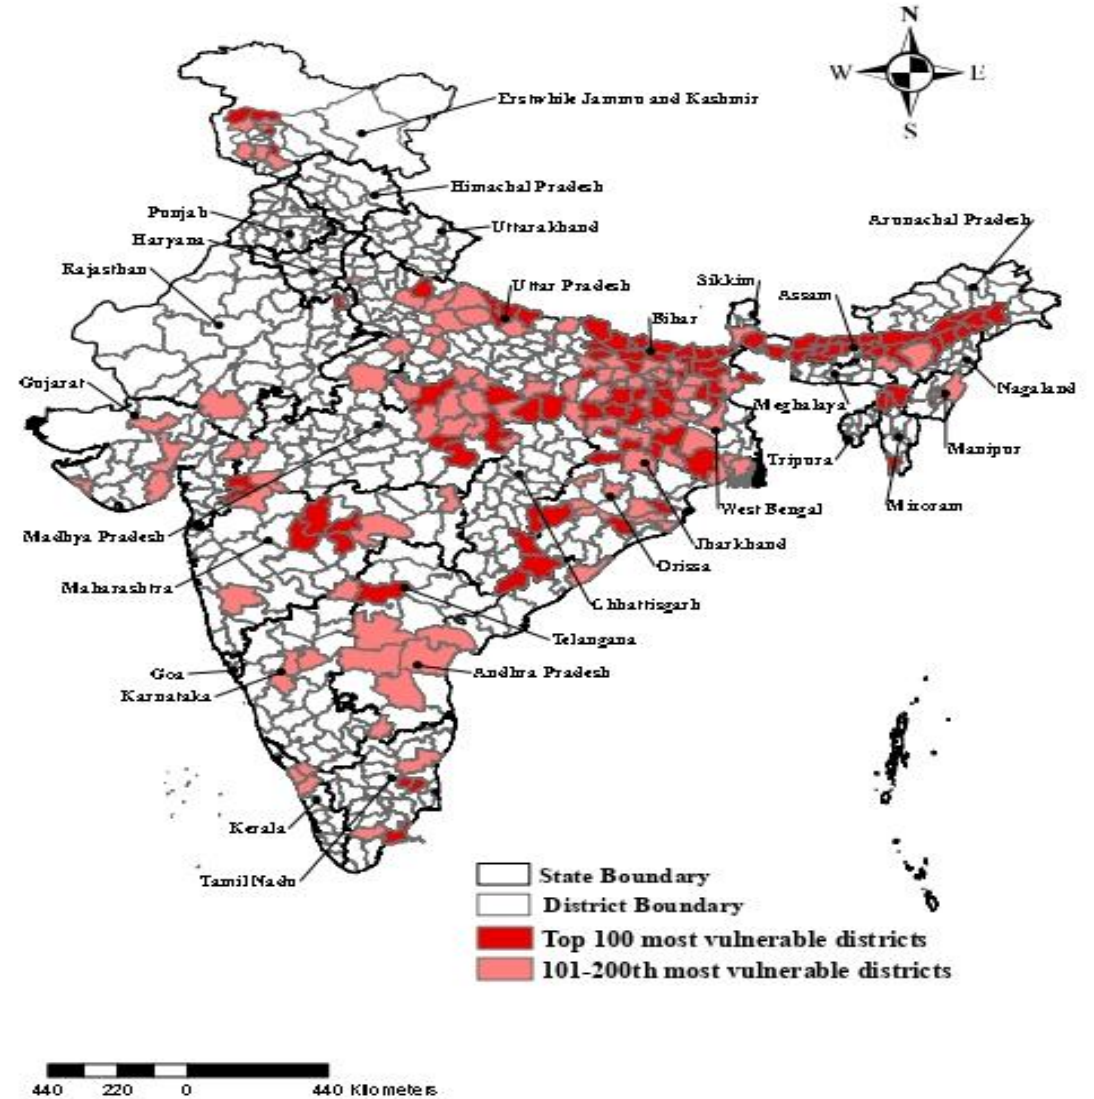 N
W E
S
Erstwhile Jammu and Kashmir
Himachal Pradesh
Punjab
Arunachal Pradesh
Uttarakhand
Haryana
Rajasthan
Sikkim
Uttar Pradesh
Assam
Bihar
Gujarat
Nagaland
Meghalaya
Manipur
Tripura
Mizoram
West Bengal
Madhya Pradesh
Jharkhand
Orissa
Maharashtra
Chhattisgarh
Telangana
Goa
Andhra Pradesh
Karnataka
Kerala
Tamil Nadu
State Boundary
District Boundary
Top 100 most vulnerable districts
101-200th most vulnerable districts
440 220 0 440 Kilometers